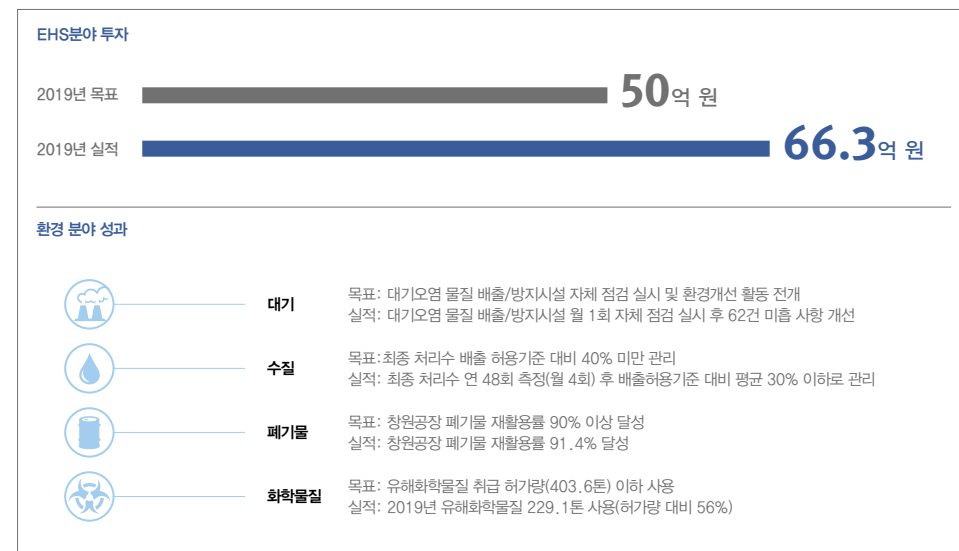 EHS분야 투자
2019년 목표 50억 원
2019년 실적 66.3억 원
환경 분야 성과
대기
목표: 대기오염 물질 배출/방지시설 자체 점검 실시 및 환경개선 활동 전개
실적: 대기오염 물질 배출/방지시설 월 1회 자체 점검 실시 후 62건 미흡 사항 개선
수질
목표:최종 처리수 배출 허용기준 대비 40% 미만 관리
실적: 최종 처리수 연 48회 측정(월 4회) 후 배출허용기준 대비 평균 30% 이하로 관리
폐기물
목표: 창원공장 폐기물 재활용률 90% 이상 달성
실적: 창원공장 폐기물 재활용률 91.4% 달성
화학물질
목표: 유해화학물질 취급 허가량(403.6톤) 이하 사용
실적: 2019년 유해화학물질 229.1톤 사용(허가량 대비 56%)